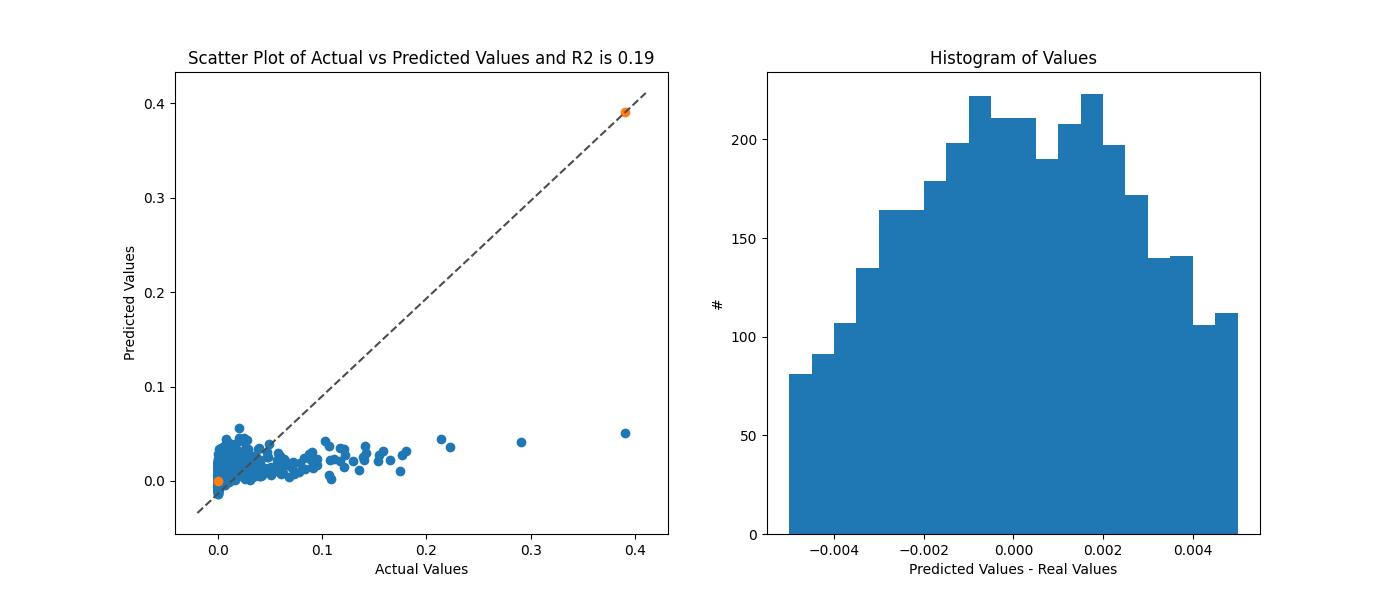 Scatter Plot of Actual vs Predicted Values and R2 is 0.19
Predicted Values
0.4
0.3
0.2
0.1
0.0
0.0 0.1 0.2 0.3 0.4
Actual Values
Histogram of Values
#
200
150
100
50
0
−0.004 −0.002 0.000 0.002 0.004
Predicted Values - Real Values